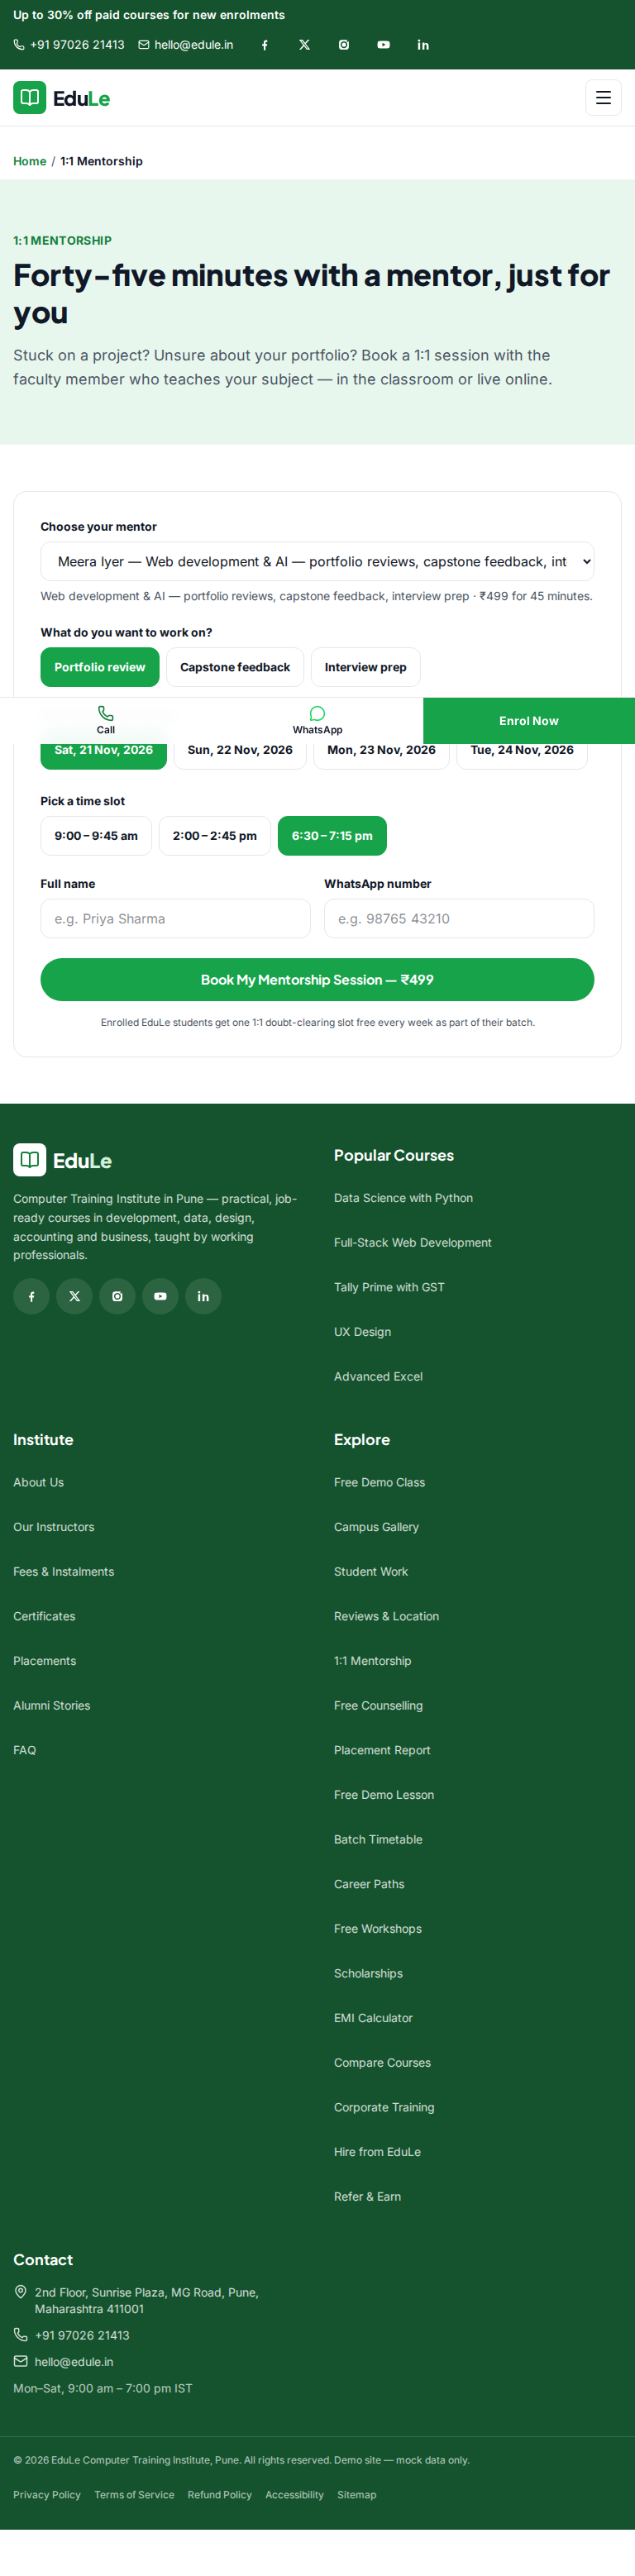 Up to 30% off paid courses for new enrolments
+91 97026 21413 hello@edule.in
EduLe
Home / 1:1 Mentorship
1:1 MENTORSHIP
Forty-five minutes with a mentor, just for
you
Stuck on a project? Unsure about your portfolio? Book a 1:1 session with the
faculty member who teaches your subject — in the classroom or live online.
Choose your mentor
Meera Iyer — Web development & AI — portfolio reviews, capstone feedback, int
Web development & AI — portfolio reviews, capstone feedback, interview prep · ₹499 for 45 minutes.
What do you want to work on?
Portfolio review Capstone feedback Interview prep
Call WhatsApp Enrol Now
Sat, 21 Nov, 2026 Sun, 22 Nov, 2026 Mon, 23 Nov, 2026 Tue, 24 Nov, 2026
Pick a time slot
9:00 – 9:45 am 2:00 – 2:45 pm 6:30 – 7:15 pm
Full name WhatsApp number
e.g. Priya Sharma e.g. 98765 43210
Book My Mentorship Session — ₹499
Enrolled EduLe students get one 1:1 doubt-clearing slot free every week as part of their batch.
EduLe
Computer Training Institute in Pune — practical, job-
ready courses in development, data, design,
accounting and business, taught by working
professionals.
Popular Courses
Data Science with Python
Full-Stack Web Development
Tally Prime with GST
UX Design
Advanced Excel
Institute
About Us
Our Instructors
Fees & Instalments
Certificates
Placements
Alumni Stories
FAQ
Explore
Free Demo Class
Campus Gallery
Student Work
Reviews & Location
1:1 Mentorship
Free Counselling
Placement Report
Free Demo Lesson
Batch Timetable
Career Paths
Free Workshops
Scholarships
EMI Calculator
Compare Courses
Corporate Training
Hire from EduLe
Refer & Earn
Contact
2nd Floor, Sunrise Plaza, MG Road, Pune,
Maharashtra 411001
+91 97026 21413
hello@edule.in
Mon–Sat, 9:00 am – 7:00 pm IST
© 2026 EduLe Computer Training Institute, Pune. All rights reserved. Demo site — mock data only.
Privacy Policy Terms of Service Refund Policy Accessibility Sitemap